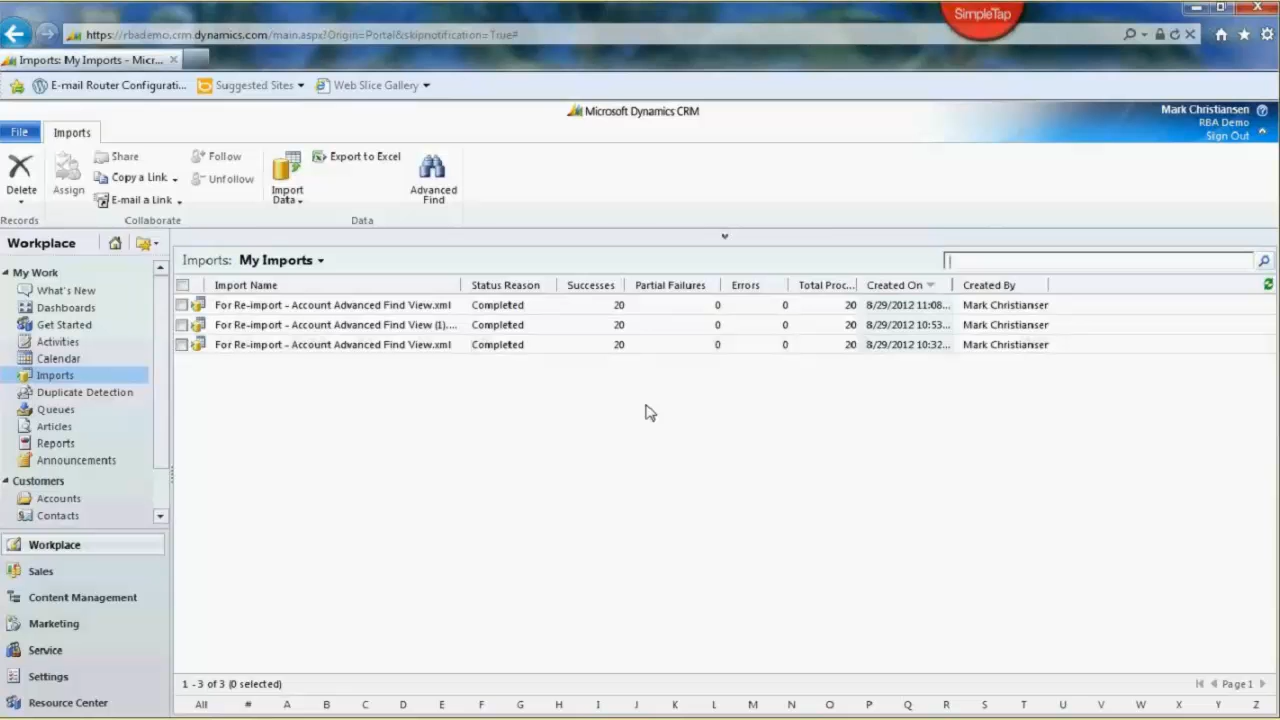 SimpleTap
https://rbademo.crm.dynamics.com/main.aspx?Origin=Portal&skipnotification=True#
Imports: My Imports - Micr...
E-mail Router Configurati...
Suggested Sites
Web Slice Gallery
Microsoft Dynamics CRM
Mark Christiansen
RBA Demo
Sign Out
File
Imports
Delete
Assign
Share
Copy a Link
E-mail a Link
Follow
Unfollow
Import Data
Export to Excel
Advanced Find
Records
Collaborate
Data
Workplace
My Work
What's New
Dashboards
Get Started
Activities
Calendar
Imports
Duplicate Detection
Queues
Articles
Reports
Announcements
Customers
Accounts
Contacts
Workplace
Sales
Content Management
Marketing
Service
Settings
Resource Center
Imports: My Imports
Import Name Status Reason Successes Partial Failures Errors Total Proc... Created On Created By
For Re-import - Account Advanced Find View.xml Completed 20 0 0 20 8/29/2012 11:08... Mark Christianser
For Re-import - Account Advanced Find View (1).... Completed 20 0 0 20 8/29/2012 10:53... Mark Christianser
For Re-import - Account Advanced Find View.xml Completed 20 0 0 20 8/29/2012 10:32... Mark Christianser
1 - 3 of 3 (0 selected)
Page 1
All # A B C D E F G H I J K L M N O P Q R S T U V W X Y Z